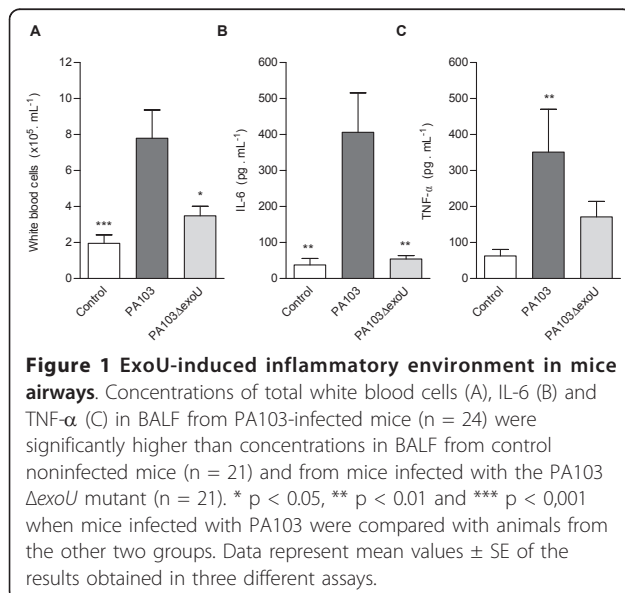 A
B
C
White blood cells (x10⁵. mL⁻¹)
12
10
8
6
4
2
0
***
*
Control
PA103
PA103ΔexoU
IL-6 (pg . mL⁻¹)
600
500
400
300
200
100
0
**
**
Control
PA103
PA103ΔexoU
TNF-α (pg . mL⁻¹)
600
500
400
300
200
100
0
**
Control
PA103
PA103ΔexoU
Figure 1 ExoU-induced inflammatory environment in mice
airways. Concentrations of total white blood cells (A), IL-6 (B) and
TNF-α (C) in BALF from PA103-infected mice (n = 24) were
significantly higher than concentrations in BALF from control
noninfected mice (n = 21) and from mice infected with the PA103
ΔexoU mutant (n = 21). * p < 0.05, ** p < 0.01 and *** p < 0,001
when mice infected with PA103 were compared with animals from
the other two groups. Data represent mean values ± SE of the
results obtained in three different assays.